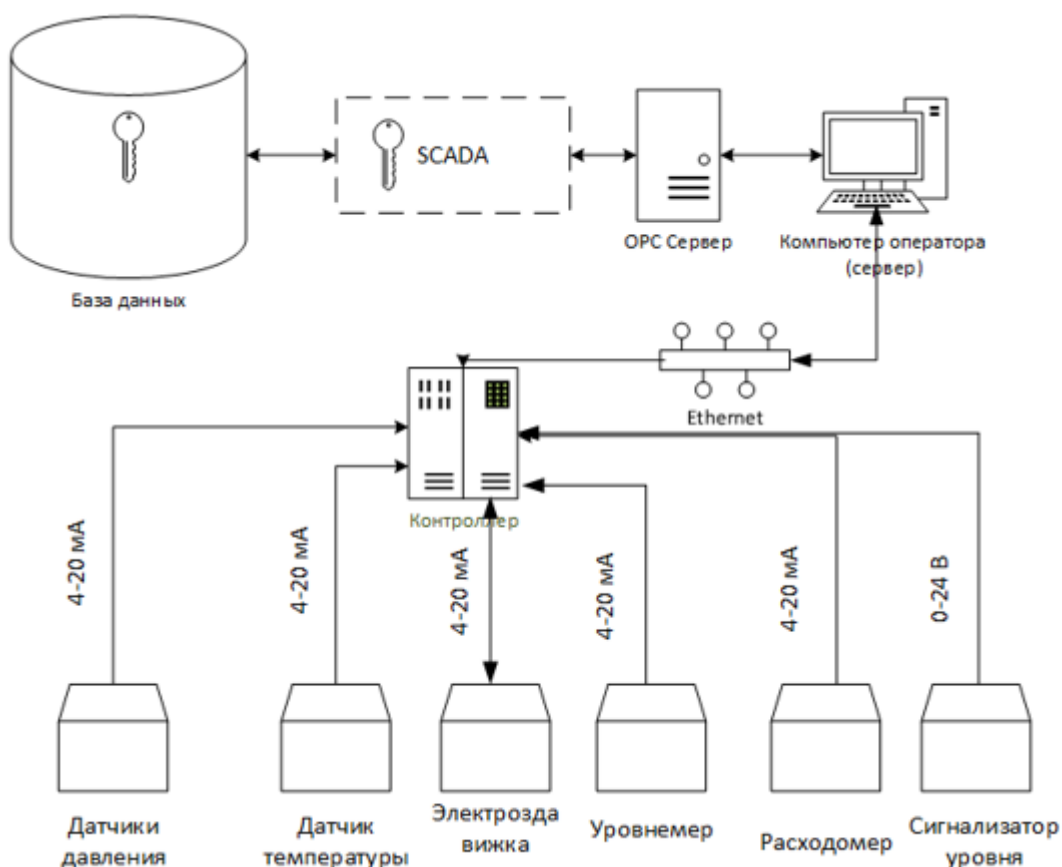 SCADA
OPC Сервер
Компьютер оператора
(сервер)
База данных
Ethernet
Контроллер
4-20 мА
4-20 мА
4-20 мА
4-20 мА
4-20 мА
0-24 В
Датчики
давления
Датчик
температуры
Электрозда
вижка
Уровнемер
Расходомер
Сигнализатор
уровня